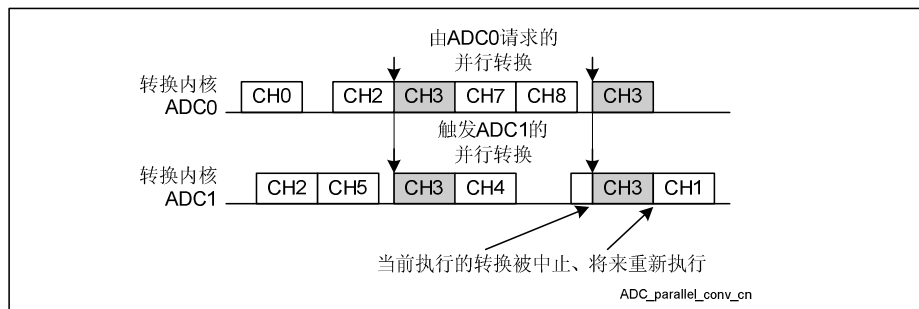 由ADC0请求的
并行转换
转换内核
ADC0
CH0 CH2 CH3 CH7 CH8 CH3
触发ADC1的
并行转换
转换内核
ADC1
CH2 CH5 CH3 CH4 CH3 CH1
当前执行的转换被中止、将来重新执行
ADC_parallel_conv_cn